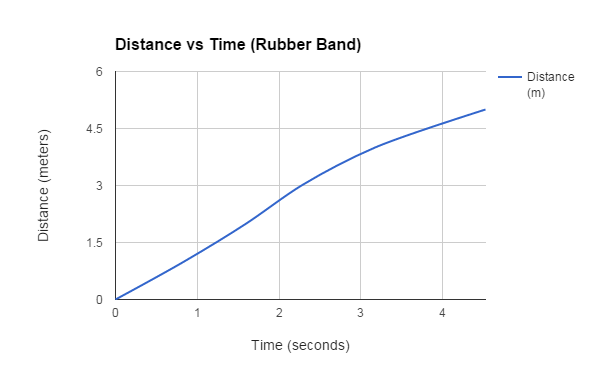 Distance vs Time (Rubber Band)
6
4.5
3
1.5
0
Distance (meters)
0 1 2 3 4
Time (seconds)
Distance
(m)